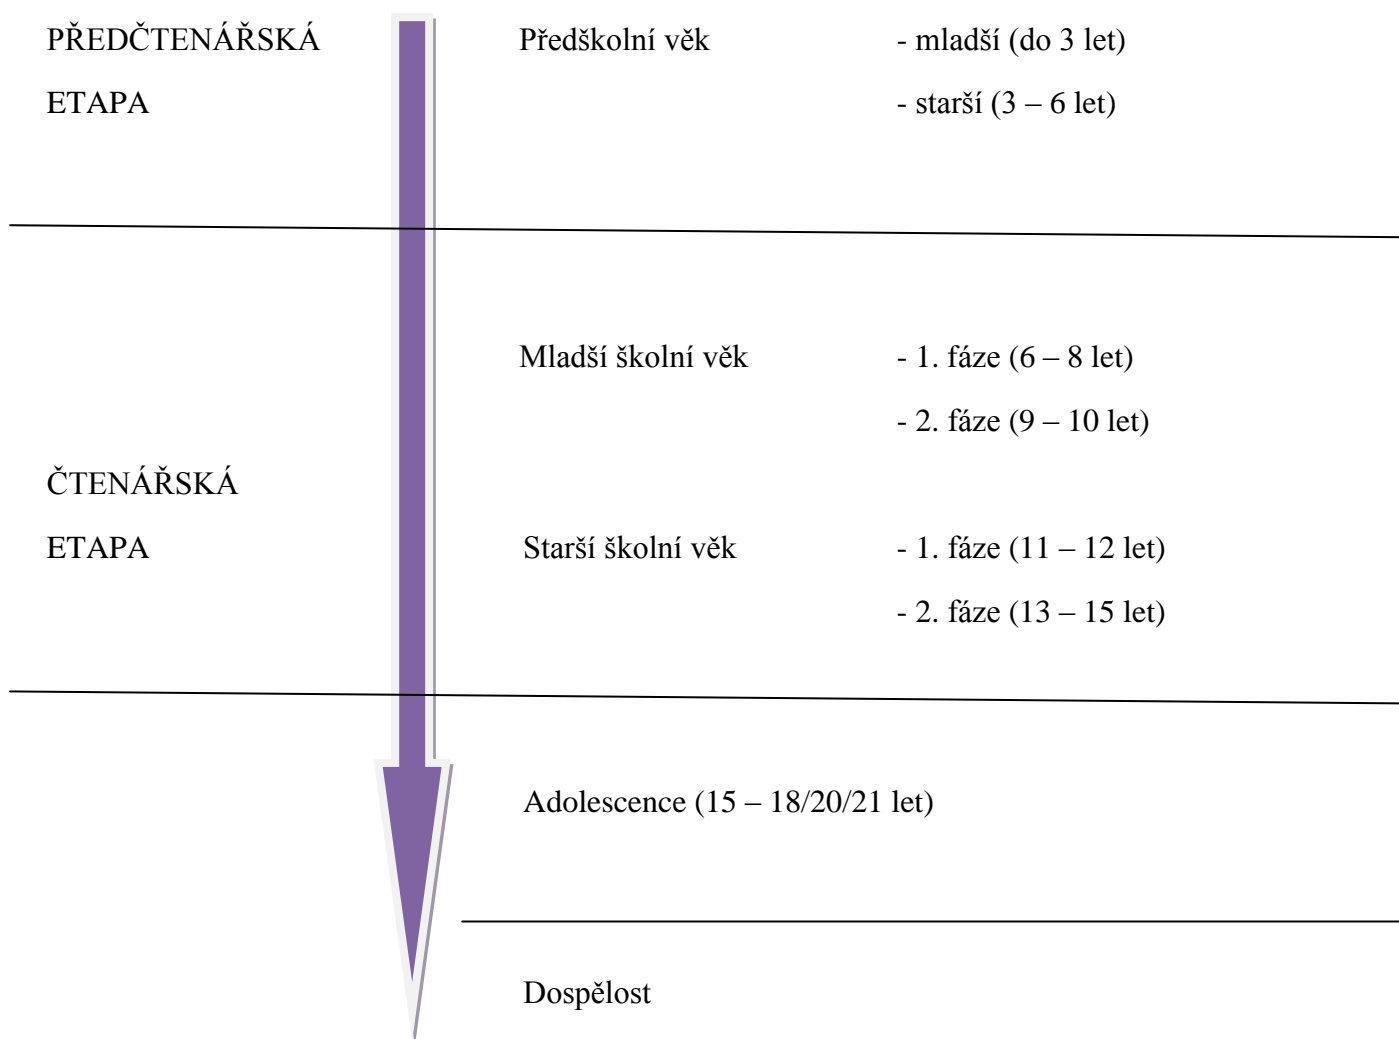 PŘEDČTENÁŘSKÁ Předškolní věk - mladší (do 3 let)
ETAPA - starší (3 – 6 let)
Mladší školní věk - 1. fáze (6 – 8 let)
- 2. fáze (9 – 10 let)
ČTENÁŘSKÁ
ETAPA Starší školní věk - 1. fáze (11 – 12 let)
- 2. fáze (13 – 15 let)
Adolescence (15 – 18/20/21 let)
Dospělost